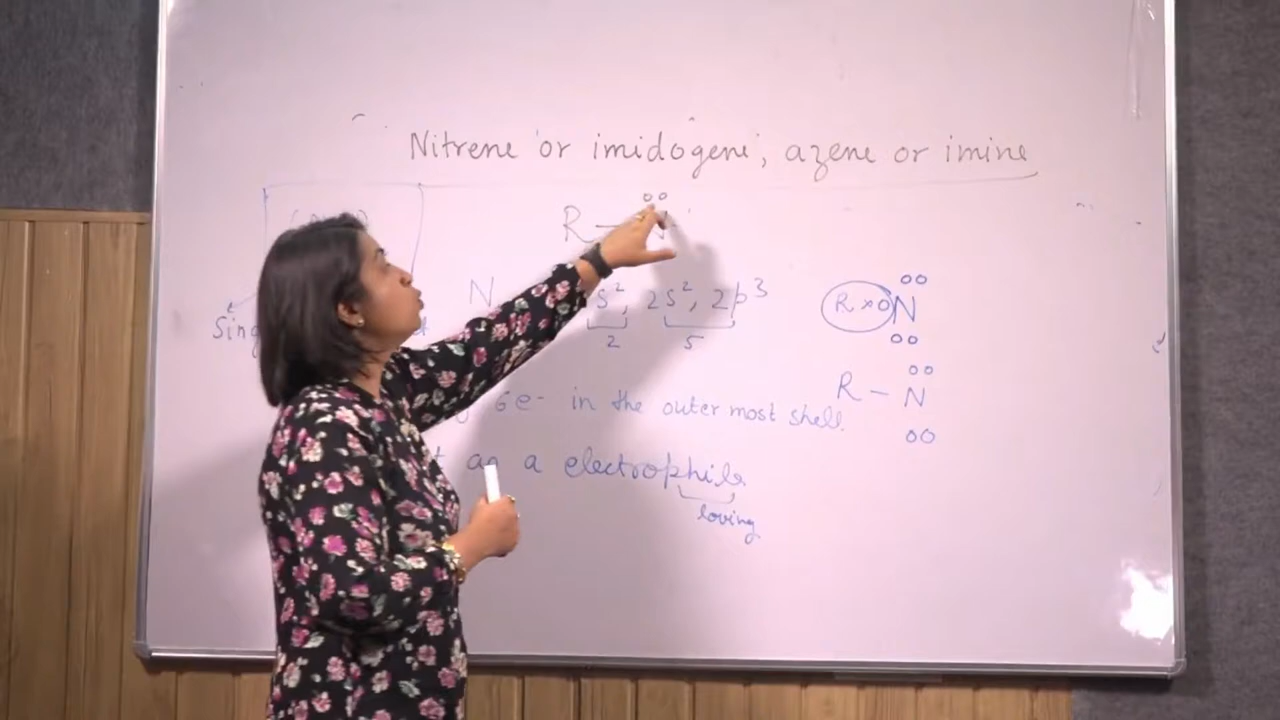 Nitrene or imidogene, azene or imine
R — N
N s², 2s², 2p³
2 5
R ×o N
R — N
Sing
6e⁻ in the outer most shell.
as a electrophile
loving